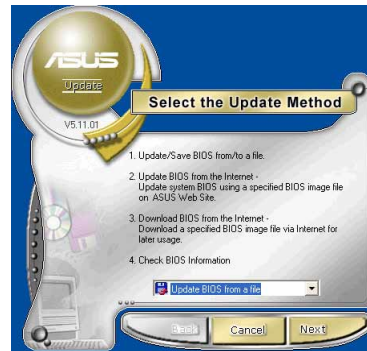 ASUS
Update
V5.11.01
Select the Update Method
1. Update/Save BIOS from/to a file.
2. Update BIOS from the Internet -
Update system BIOS using a specified BIOS image file
on ASUS Web Site.
3. Download BIOS from the Internet -
Download a specified BIOS image file via Internet for
later usage.
4. Check BIOS Information
Update BIOS from a file
Back
Cancel
Next